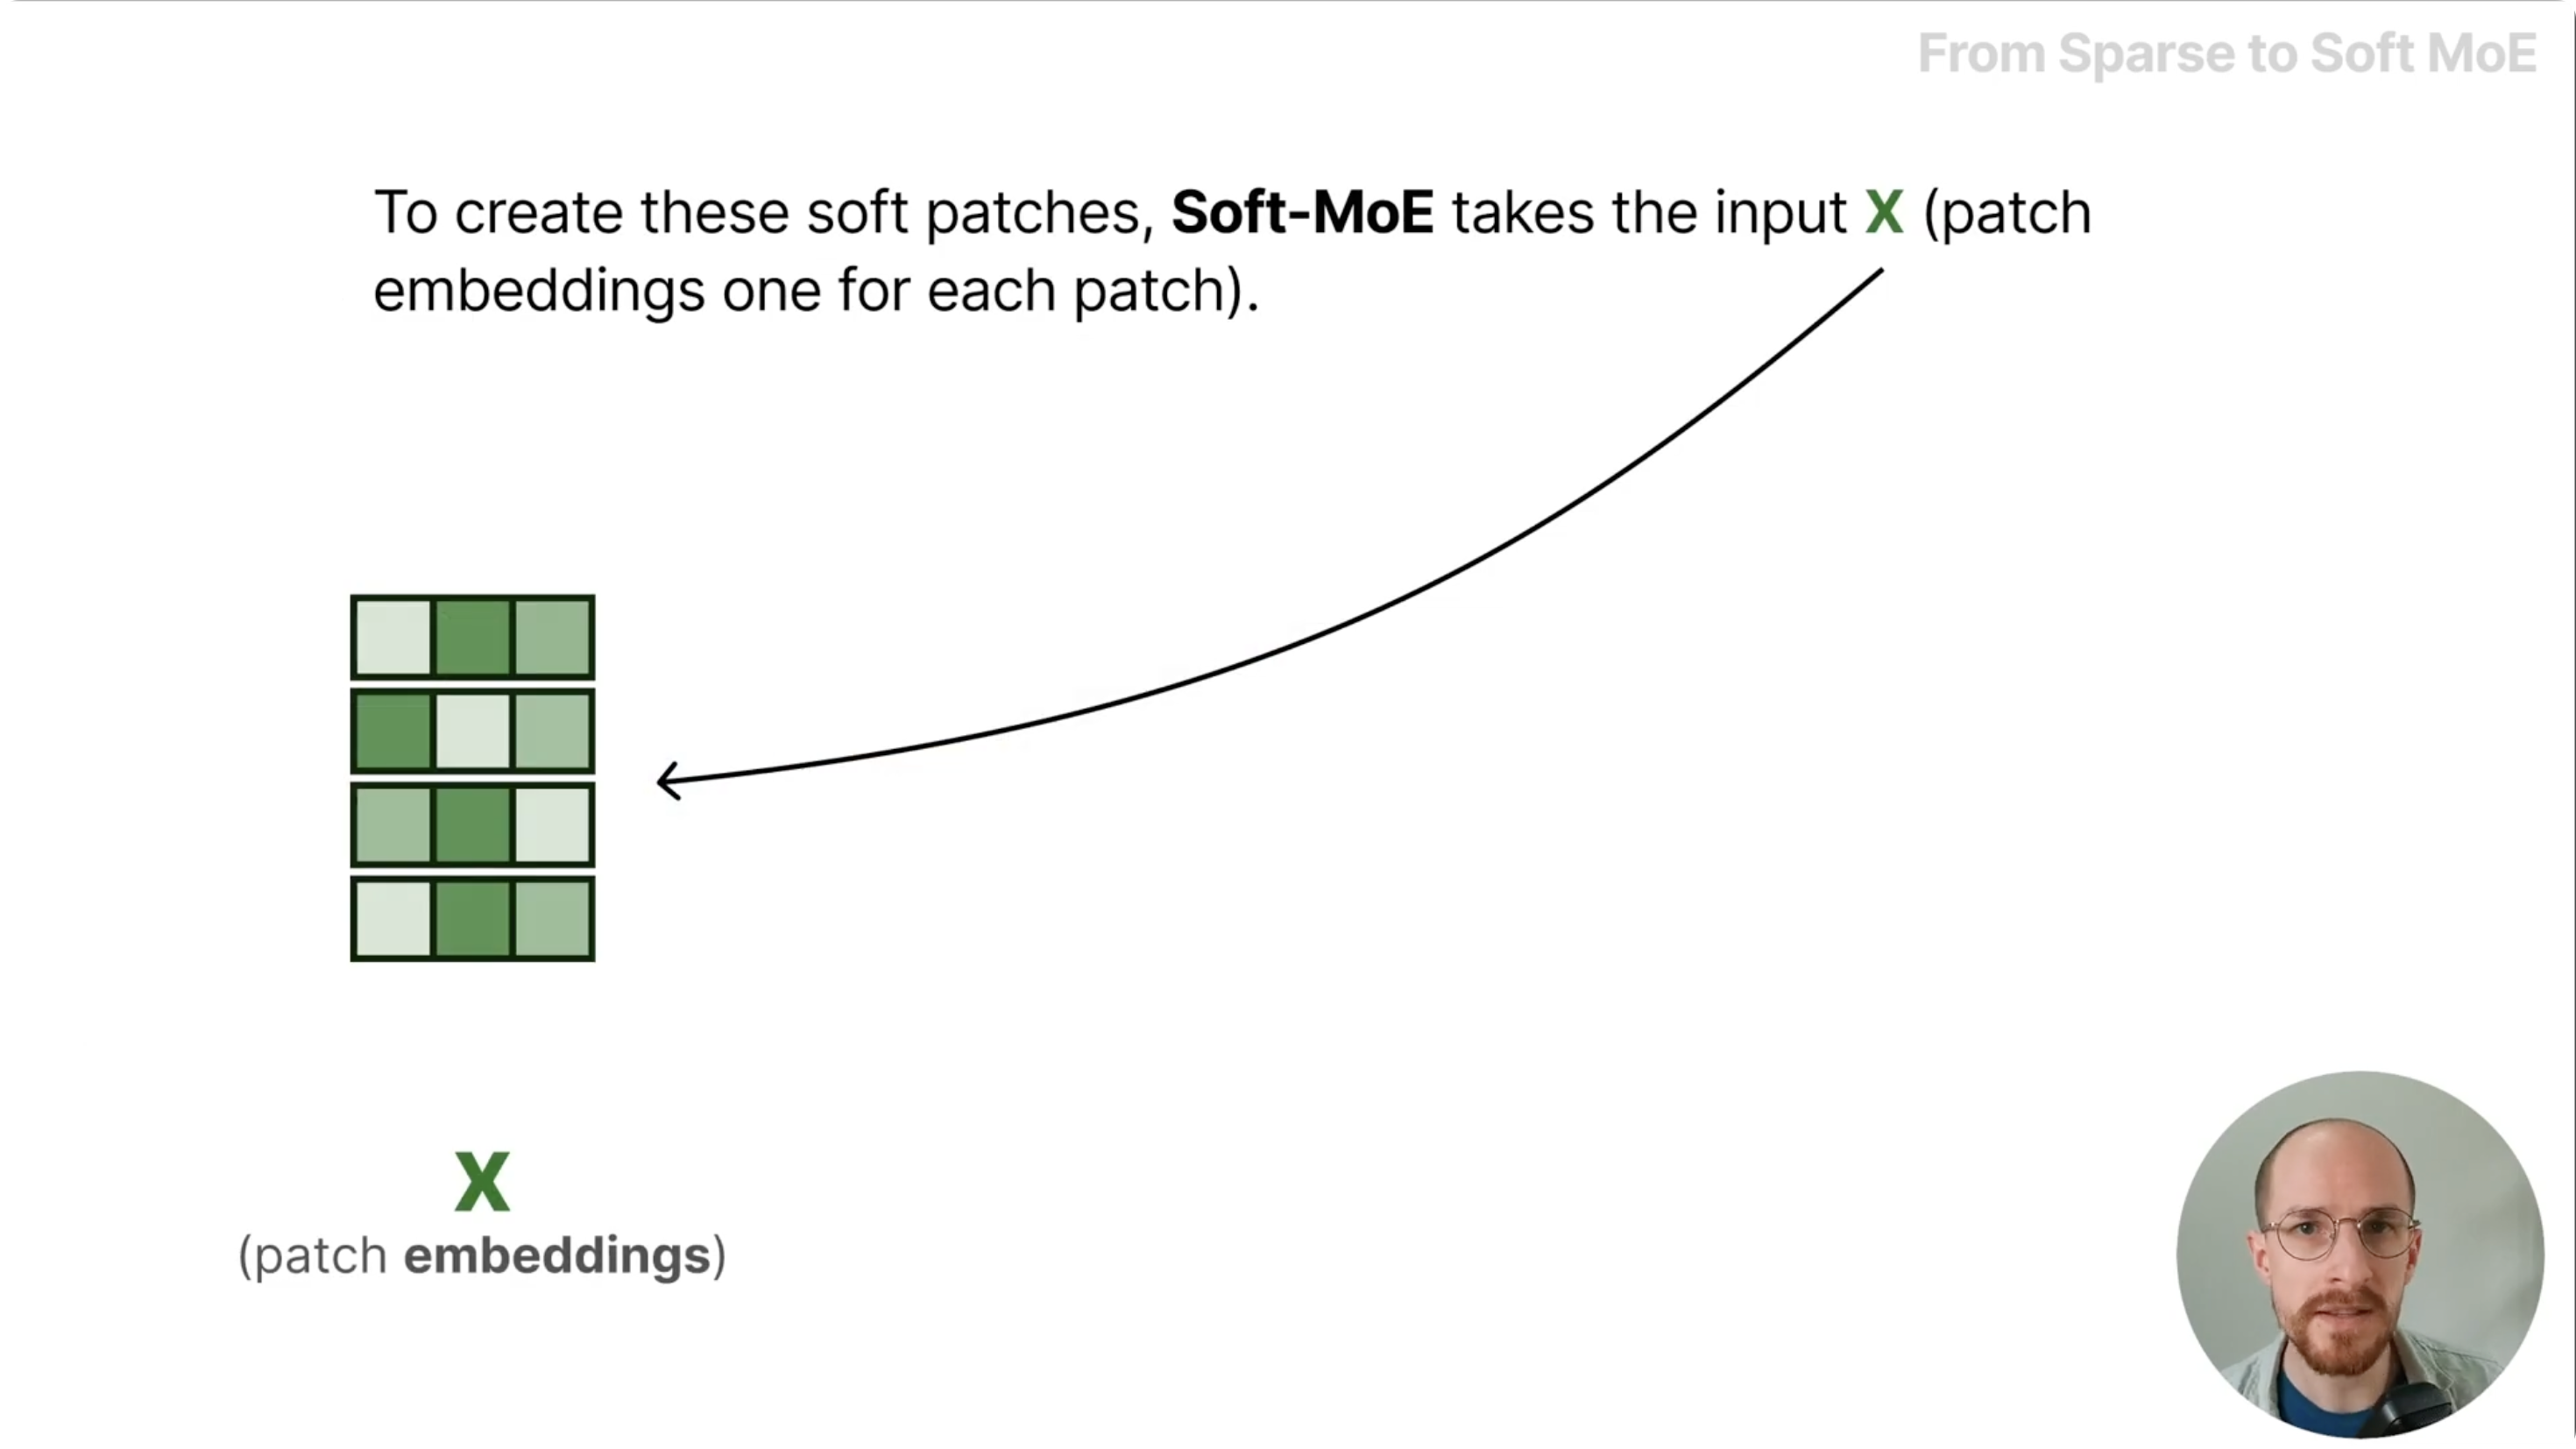 From Sparse to Soft MoE
To create these soft patches, Soft-MoE takes the input X (patch
embeddings one for each patch).
X
(patch embeddings)